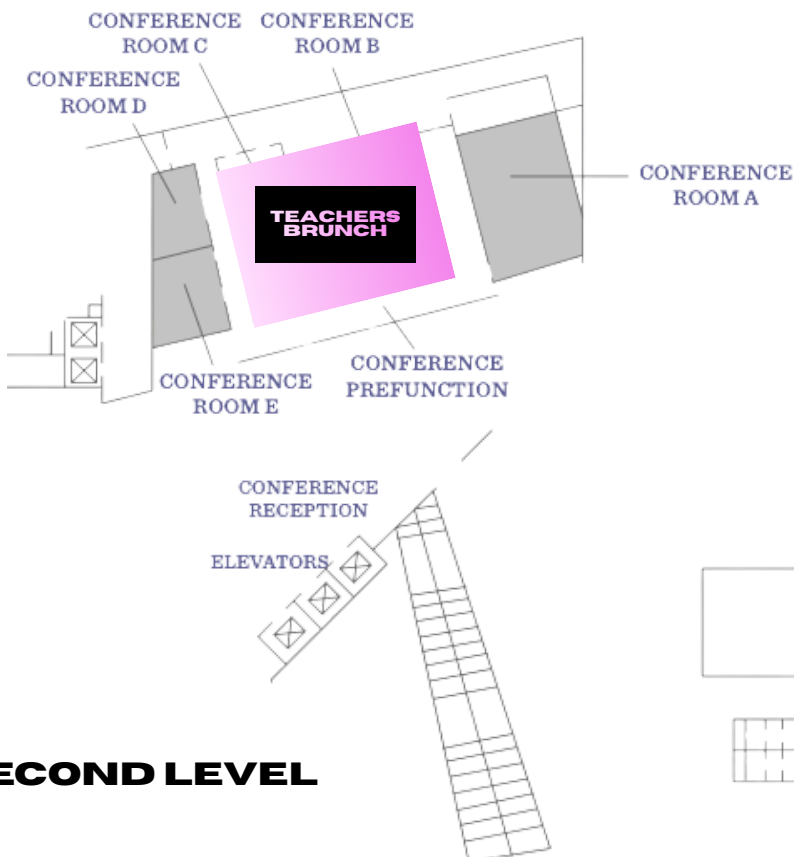 CONFERENCE
ROOM C
CONFERENCE
ROOM B
CONFERENCE
ROOM D
CONFERENCE
ROOM A
TEACHERS
BRUNCH
CONFERENCE
PREFUNCTION
CONFERENCE
ROOM E
CONFERENCE
RECEPTION
ELEVATORS
ECOND LEVEL